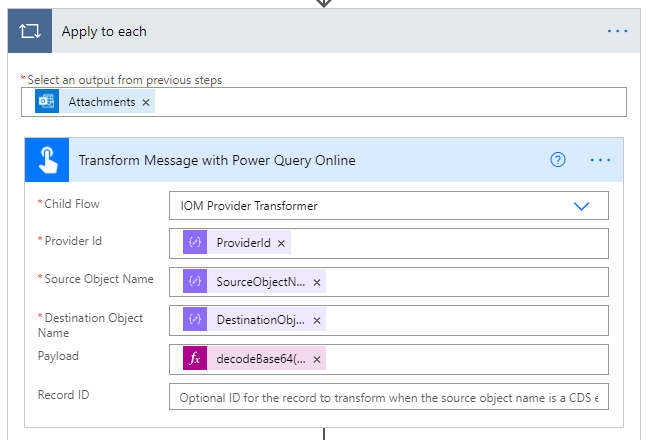 Apply to each
*Select an output from previous steps
Attachments ×
Transform Message with Power Query Online
*Child Flow
IOM Provider Transformer
*Provider Id
ProviderId ×
*Source Object Name
SourceObjectN... ×
*Destination Object
Name
DestinationObj... ×
Payload
fx decodeBase64(... ×
Record ID
Optional ID for the record to transform when the source object name is a CDS e